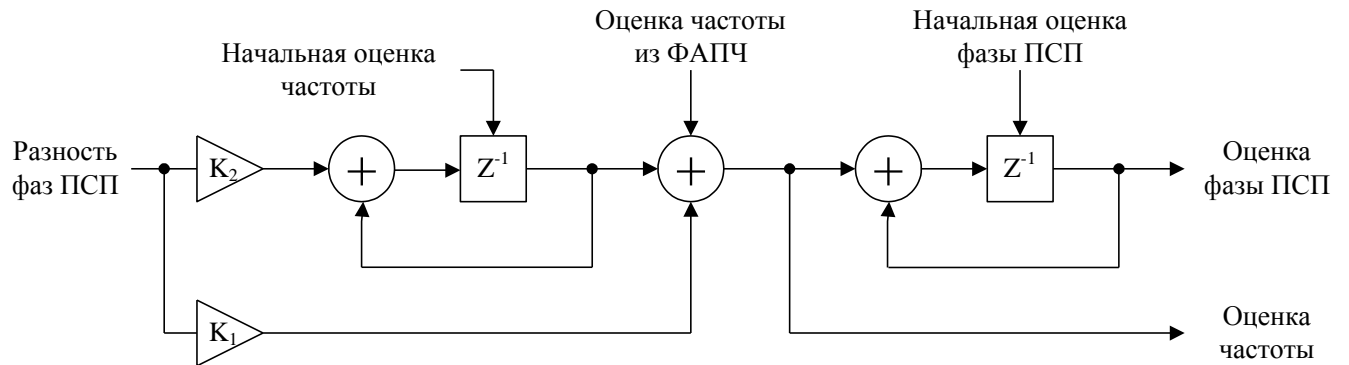 Оценка частоты
из ФАПЧ
Начальная оценка
фазы ПСП
Начальная оценка
частоты
Разность
фаз ПСП
K2
+
Z-1
+
+
Z-1
Оценка
фазы ПСП
K1
Оценка
частоты